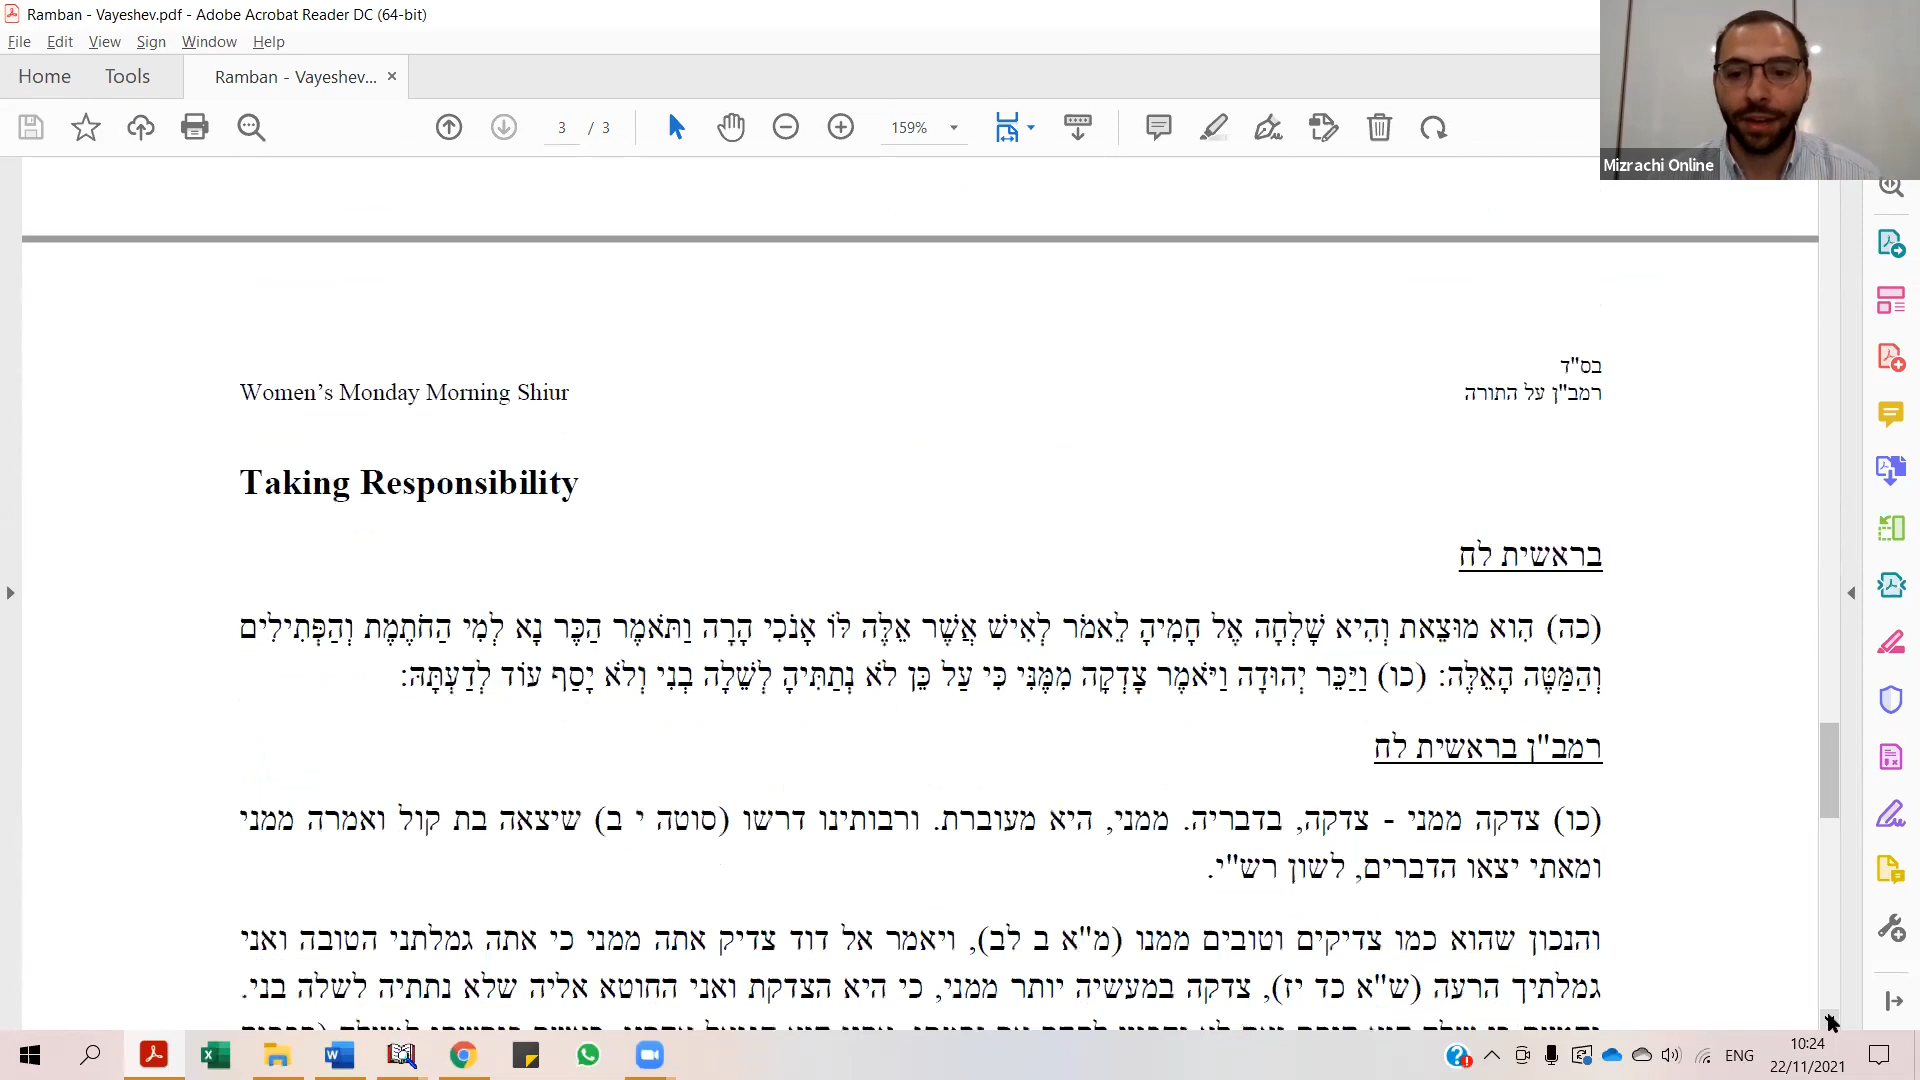 Ramban - Vayeshev.pdf - Adobe Acrobat Reader DC (64-bit)
File Edit View Sign Window Help
Home Tools Ramban - Vayeshev... ×
3 / 3 159%
Mizrachi Online
בס"ד
Women's Monday Morning Shiur רמב"ן על התורה
Taking Responsibility
בראשית לח
(כה) הִוא מוּצֵאת וְהִיא שָׁלְחָה אֶל חָמִיהָ לֵאמֹר לְאִישׁ אֲשֶׁר אֵלֶּה לּוֹ אָנֹכִי הָרָה וַתֹּאמֶר הַכֶּר נָא לְמִי הַחֹתֶמֶת וְהַפְּתִילִים
וְהַמַּטֶּה הָאֵלֶּה: (כו) וַיַּכֵּר יְהוּדָה וַיֹּאמֶר צָדְקָה מִמֶּנִּי כִּי עַל כֵּן לֹא נְתַתִּיהָ לְשֵׁלָה בְנִי וְלֹא יָסַף עוֹד לְדַעְתָּהּ:
רמב"ן בראשית לח
(כו) צדקה ממני - צדקה, בדבריה. ממני, היא מעוברת. ורבותינו דרשו (סוטה י ב) שיצאה בת קול ואמרה ממני
ומאתי יצאו הדברים, לשון רש"י.
והנכון שהוא כמו צדיקים וטובים ממנו (מ"א ב לב), ויאמר אל דוד צדיק אתה ממני כי אתה גמלתני הטובה ואני
גמלתיך הרעה (ש"א כד יז), צדקה במעשיה יותר ממני, כי היא הצדקת ואני החוטא אליה שלא נתתיה לשלה בני.
ENG
10:24
22/11/2021